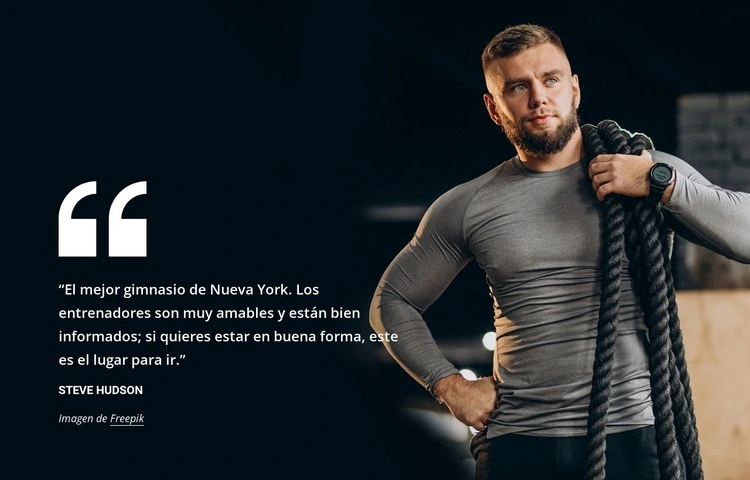 “El mejor gimnasio de Nueva York. Los
entrenadores son muy amables y están bien
informados; si quieres estar en buena forma, este
es el lugar para ir.”
STEVE HUDSON
Imagen de Freepik